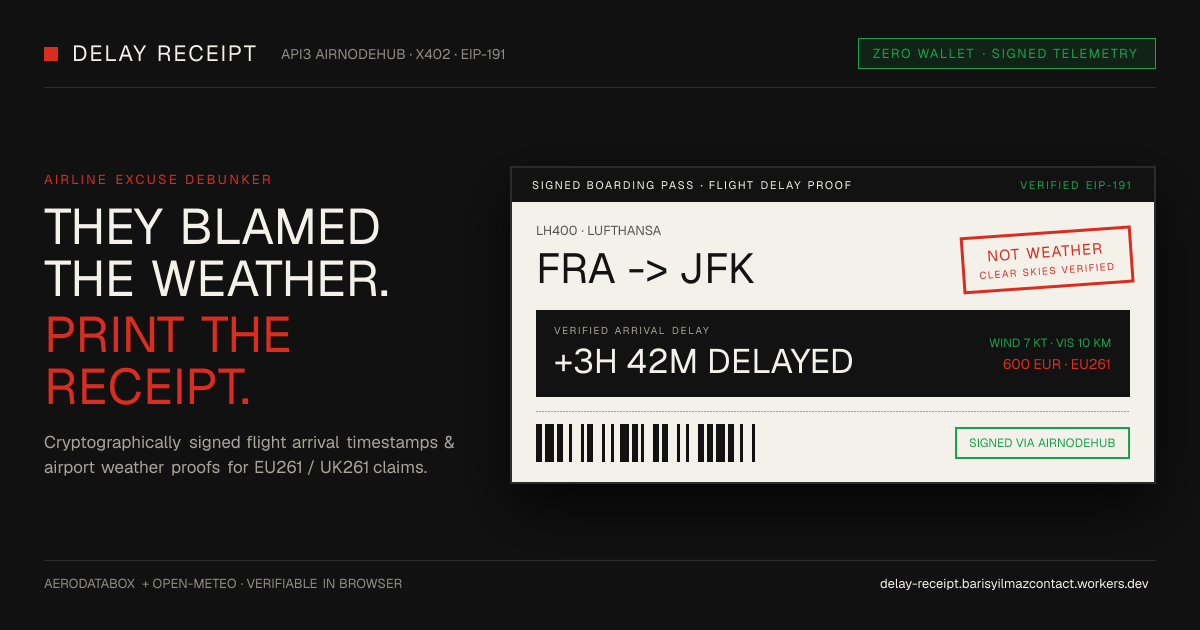 DELAY RECEIPT
API3 AIRNODEHUB · X402 · EIP-191
ZERO WALLET · SIGNED TELEMETRY
AIRLINE EXCUSE DEBUNKER
THEY BLAMED
THE WEATHER.
PRINT THE
RECEIPT.
Cryptographically signed flight arrival timestamps &
airport weather proofs for EU261 / UK261 claims.
SIGNED BOARDING PASS · FLIGHT DELAY PROOF
VERIFIED EIP-191
LH400 · LUFTHANSA
FRA -> JFK
NOT WEATHER
CLEAR SKIES VERIFIED
VERIFIED ARRIVAL DELAY
+3H 42M DELAYED
WIND 7 KT · VIS 10 KM
600 EUR · EU261
SIGNED VIA AIRNODEHUB
AERODATABOX + OPEN-METEO · VERIFIABLE IN BROWSER
delay-receipt.barisyilmazcontact.workers.dev